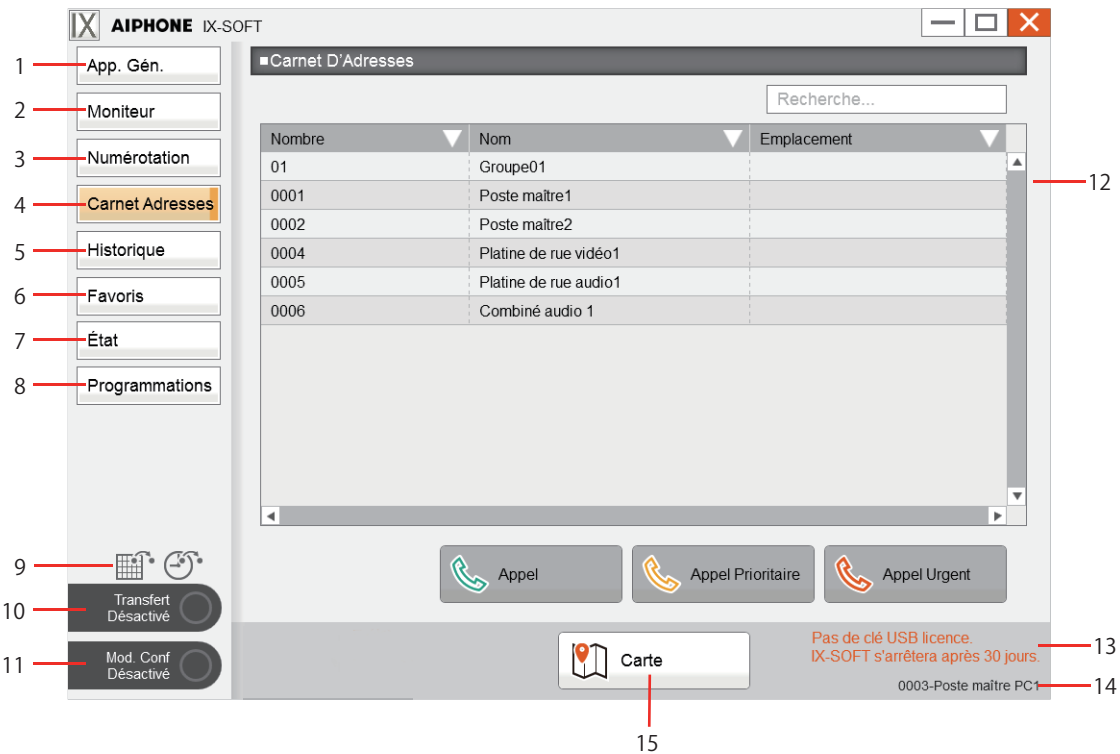 IX AIPHONE IX-SOFT
1 App. Gén.
2 Moniteur
3 Numérotation
4 Carnet Adresses
5 Historique
6 Favoris
7 État
8 Programmations
9
10 Transfert
Désactivé
11 Mod. Conf
Désactivé
■Carnet D'Adresses
Recherche...
Nombre Nom Emplacement
01 Groupe01
0001 Poste maître1
0002 Poste maître2
0004 Platine de rue vidéo1
0005 Platine de rue audio1
0006 Combiné audio 1
12
Appel Appel Prioritaire Appel Urgent
Carte
Pas de clé USB licence.
IX-SOFT s'arrêtera après 30 jours.
13
0003-Poste maître PC1 14
15